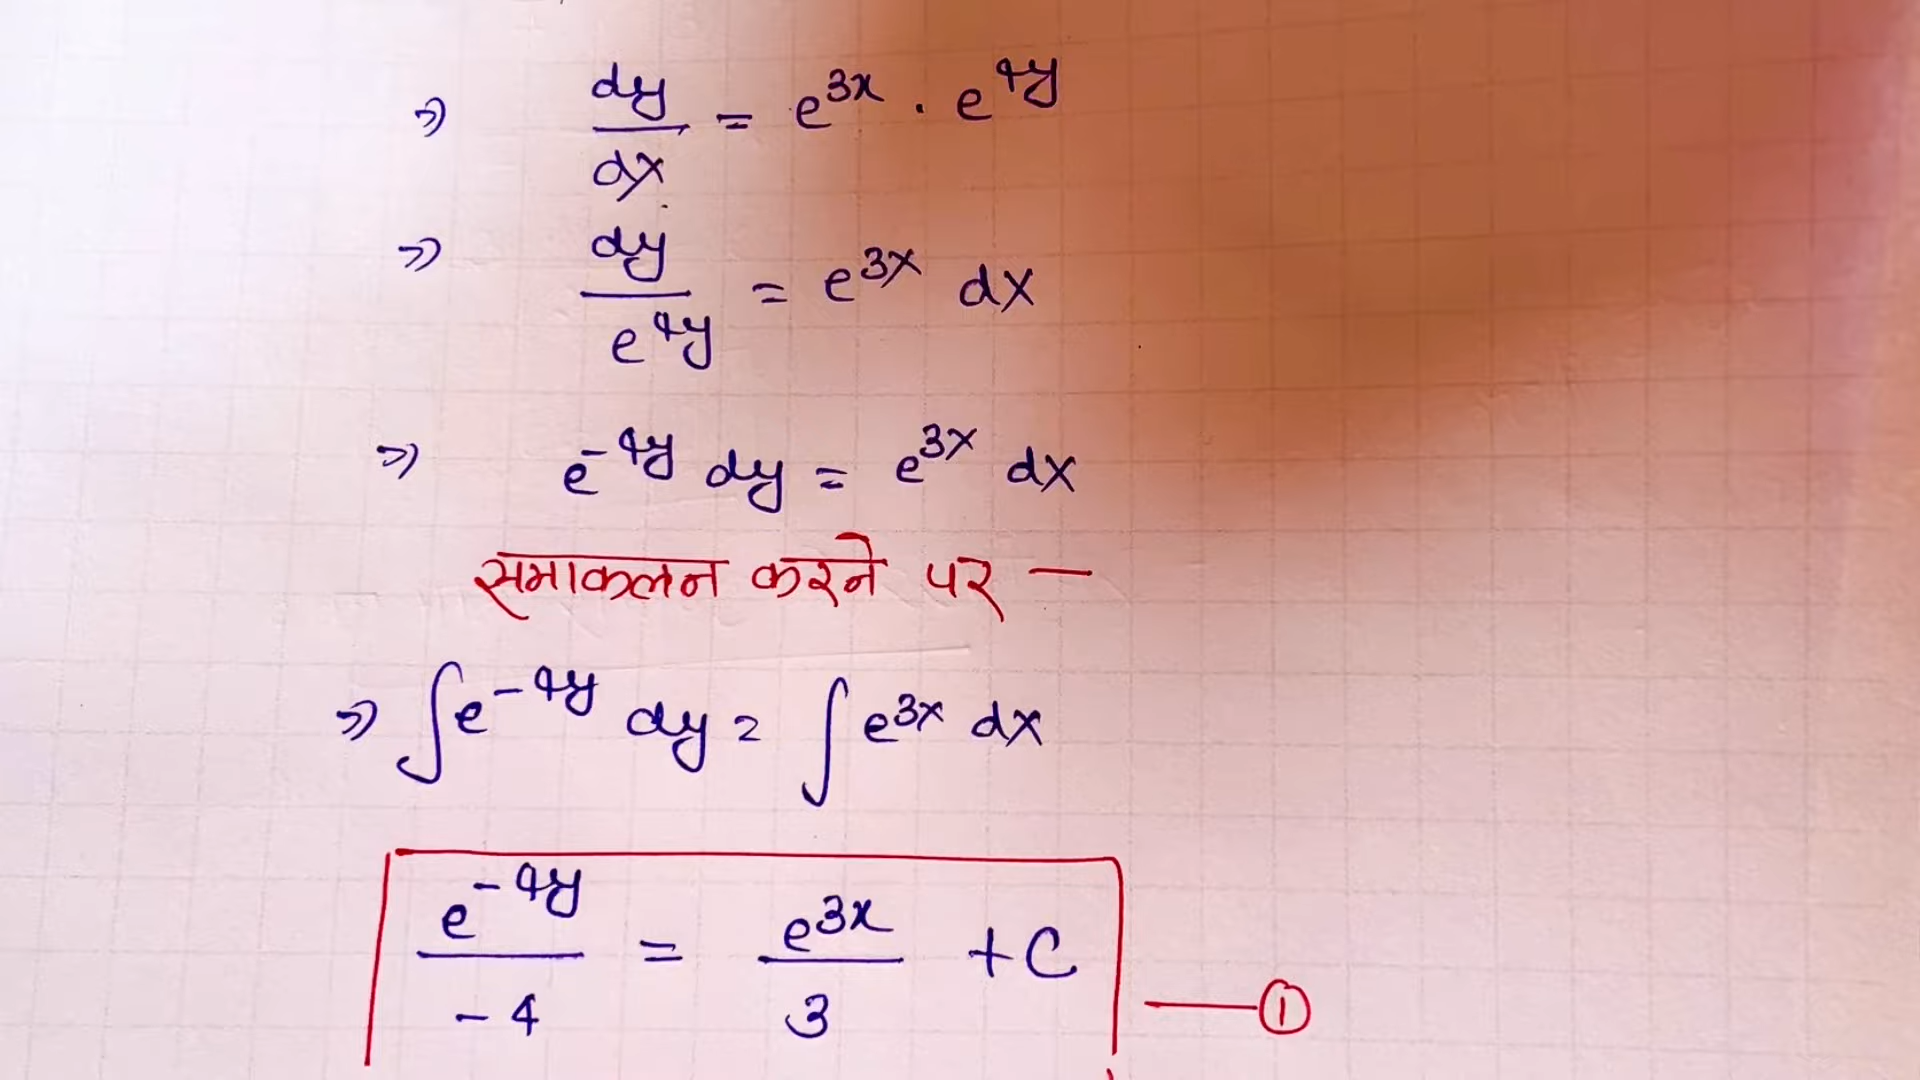 ⇒ dy/dx = e^3x . e^4y
⇒ dy/e^4y = e^3x dx
⇒ e^-4y dy = e^3x dx
समाकलन करने पर —
⇒ ∫e^-4y dy = ∫e^3x dx
e^-4y/-4 = e^3x/3 + C —①